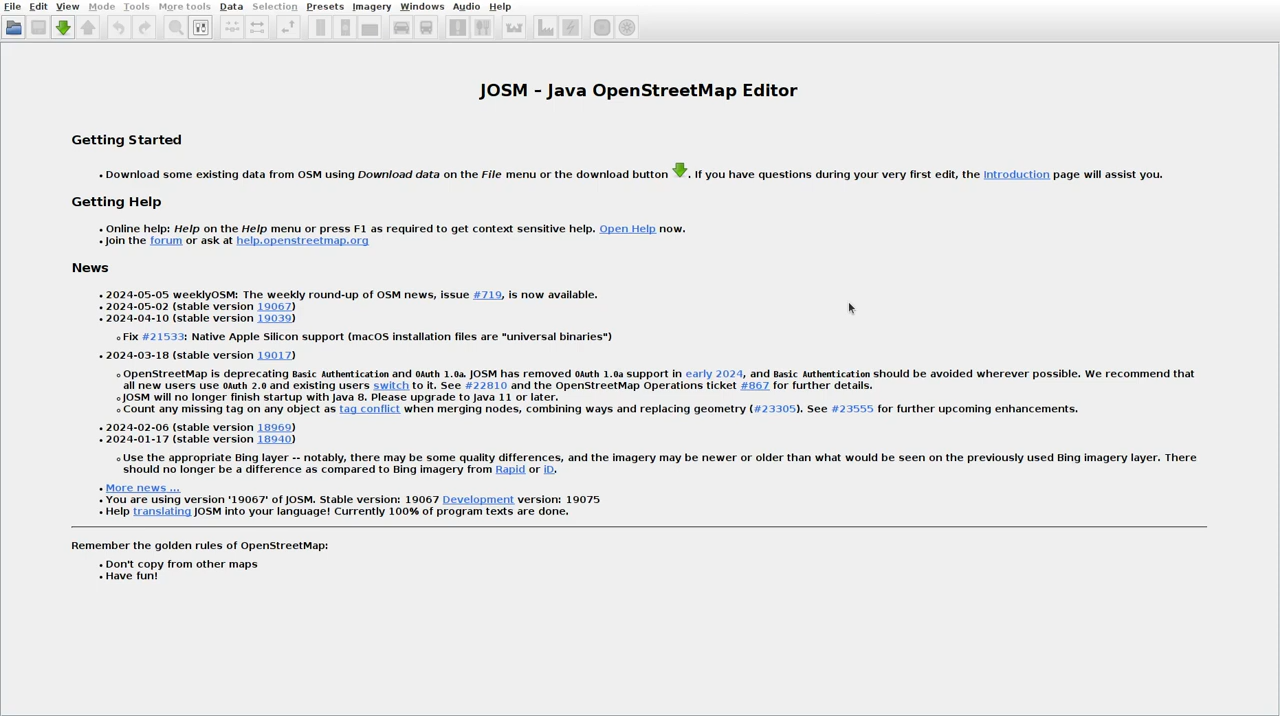 File Edit View Mode Tools More tools Data Selection Presets Imagery Windows Audio Help
JOSM – Java OpenStreetMap Editor
Getting Started
• Download some existing data from OSM using Download data on the File menu or the download button . If you have questions during your very first edit, the Introduction page will assist you.
Getting Help
• Online help: Help on the Help menu or press F1 as required to get context sensitive help. Open Help now.
• Join the forum or ask at help.openstreetmap.org
News
• 2024-05-05 weeklyOSM: The weekly round-up of OSM news, issue #719, is now available.
• 2024-05-02 (stable version 19067)
• 2024-04-10 (stable version 19039)
◦ Fix #21533: Native Apple Silicon support (macOS installation files are "universal binaries")
• 2024-03-18 (stable version 19017)
◦ OpenStreetMap is deprecating Basic Authentication and OAuth 1.0a. JOSM has removed OAuth 1.0a support in early 2024, and Basic Authentication should be avoided wherever possible. We recommend that
all new users use OAuth 2.0 and existing users switch to it. See #22810 and the OpenStreetMap Operations ticket #867 for further details.
◦ JOSM will no longer finish startup with Java 8. Please upgrade to Java 11 or later.
◦ Count any missing tag on any object as tag conflict when merging nodes, combining ways and replacing geometry (#23305). See #23555 for further upcoming enhancements.
• 2024-02-06 (stable version 18969)
• 2024-01-17 (stable version 18940)
◦ Use the appropriate Bing layer -- notably, there may be some quality differences, and the imagery may be newer or older than what would be seen on the previously used Bing imagery layer. There
should no longer be a difference as compared to Bing imagery from Rapid or iD.
• More news ...
• You are using version '19067' of JOSM. Stable version: 19067 Development version: 19075
• Help translating JOSM into your language! Currently 100% of program texts are done.
Remember the golden rules of OpenStreetMap:
• Don't copy from other maps
• Have fun!